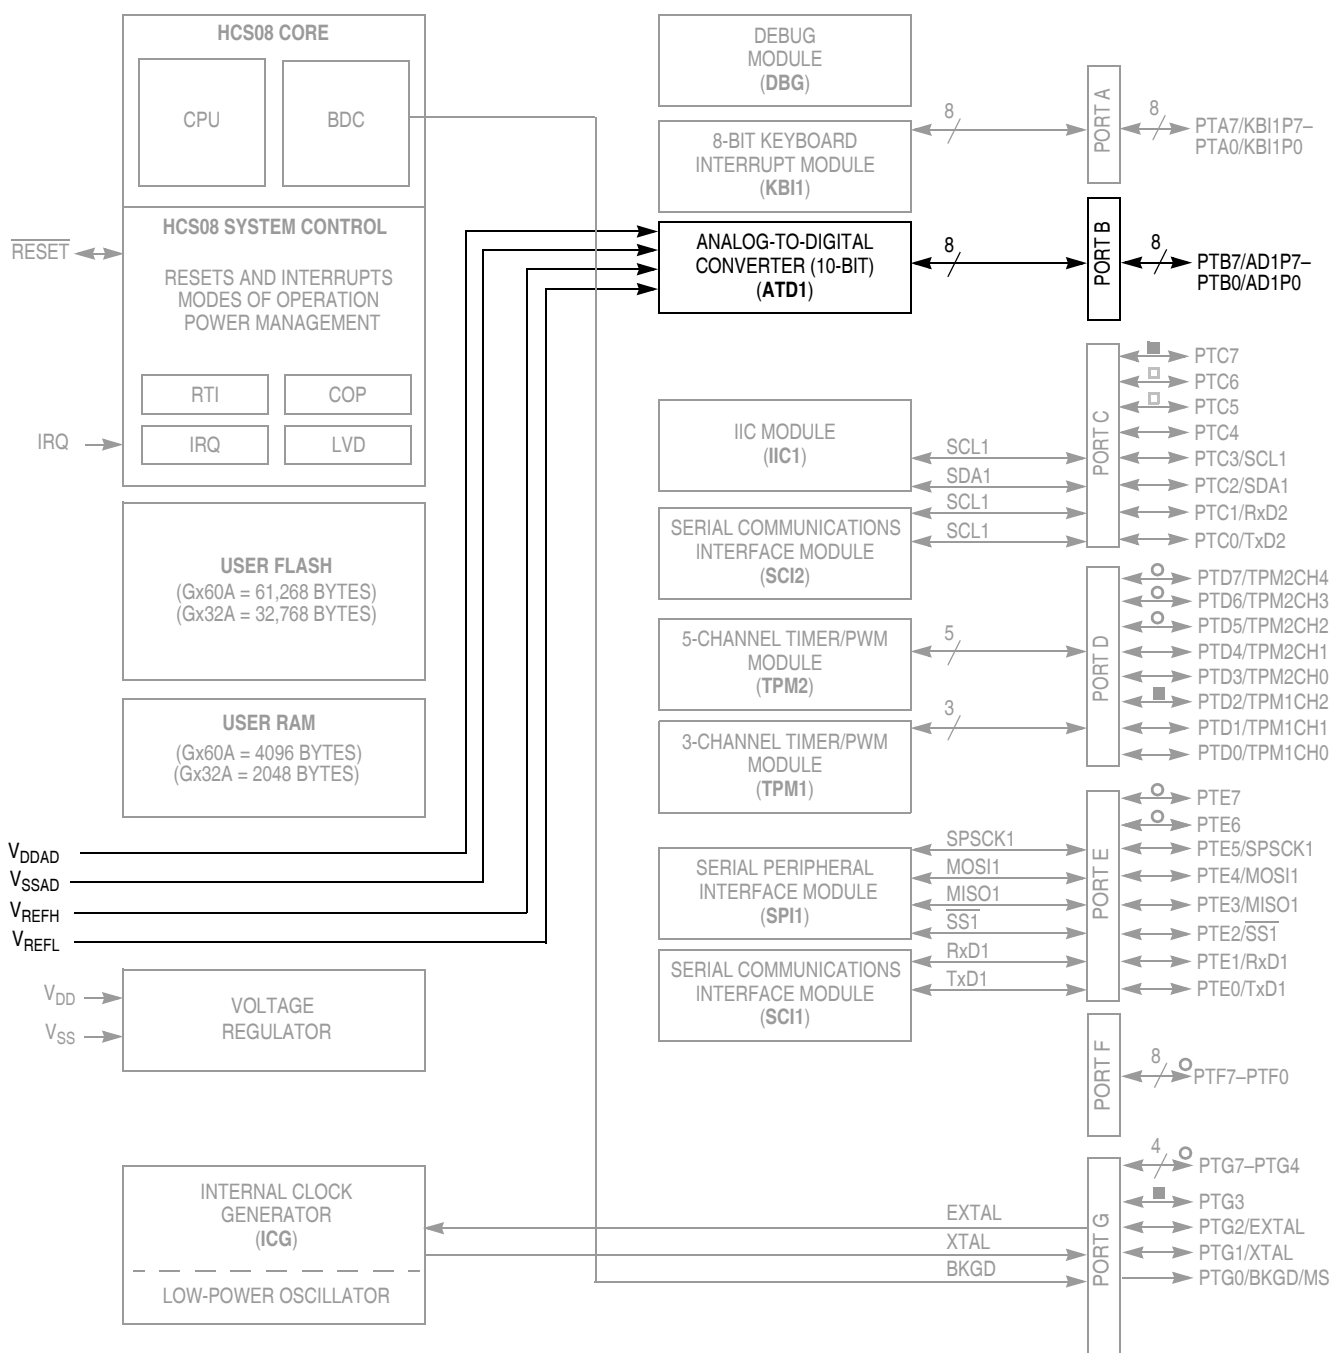 HCS08 CORE
CPU
BDC
HCS08 SYSTEM CONTROL
RESET
RESETS AND INTERRUPTS
MODES OF OPERATION
POWER MANAGEMENT
RTI
COP
IRQ
IRQ
LVD
USER FLASH
(Gx60A = 61,268 BYTES)
(Gx32A = 32,768 BYTES)
USER RAM
(Gx60A = 4096 BYTES)
(Gx32A = 2048 BYTES)
VDDAD
VSSAD
VREFH
VREFL
VDD
VSS
VOLTAGE
REGULATOR
INTERNAL CLOCK
GENERATOR
(ICG)
LOW-POWER OSCILLATOR
DEBUG
MODULE
(DBG)
8-BIT KEYBOARD
INTERRUPT MODULE
(KBI1)
8
PORT A
8
PTA7/KBI1P7–
PTA0/KBI1P0
ANALOG-TO-DIGITAL
CONVERTER (10-BIT)
(ATD1)
8
PORT B
8
PTB7/AD1P7–
PTB0/AD1P0
IIC MODULE
(IIC1)
SCL1
SDA1
SERIAL COMMUNICATIONS
INTERFACE MODULE
(SCI2)
SCL1
SCL1
PORT C
PTC7
PTC6
PTC5
PTC4
PTC3/SCL1
PTC2/SDA1
PTC1/RxD2
PTC0/TxD2
5-CHANNEL TIMER/PWM
MODULE
(TPM2)
5
3-CHANNEL TIMER/PWM
MODULE
(TPM1)
3
PORT D
PTD7/TPM2CH4
PTD6/TPM2CH3
PTD5/TPM2CH2
PTD4/TPM2CH1
PTD3/TPM2CH0
PTD2/TPM1CH2
PTD1/TPM1CH1
PTD0/TPM1CH0
SERIAL PERIPHERAL
INTERFACE MODULE
(SPI1)
SPSCK1
MOSI1
MISO1
SS1
SERIAL COMMUNICATIONS
INTERFACE MODULE
(SCI1)
RxD1
TxD1
PORT E
PTE7
PTE6
PTE5/SPSCK1
PTE4/MOSI1
PTE3/MISO1
PTE2/SS1
PTE1/RxD1
PTE0/TxD1
PORT F
8
PTF7–PTF0
EXTAL
XTAL
BKGD
PORT G
4
PTG7–PTG4
PTG3
PTG2/EXTAL
PTG1/XTAL
PTG0/BKGD/MS